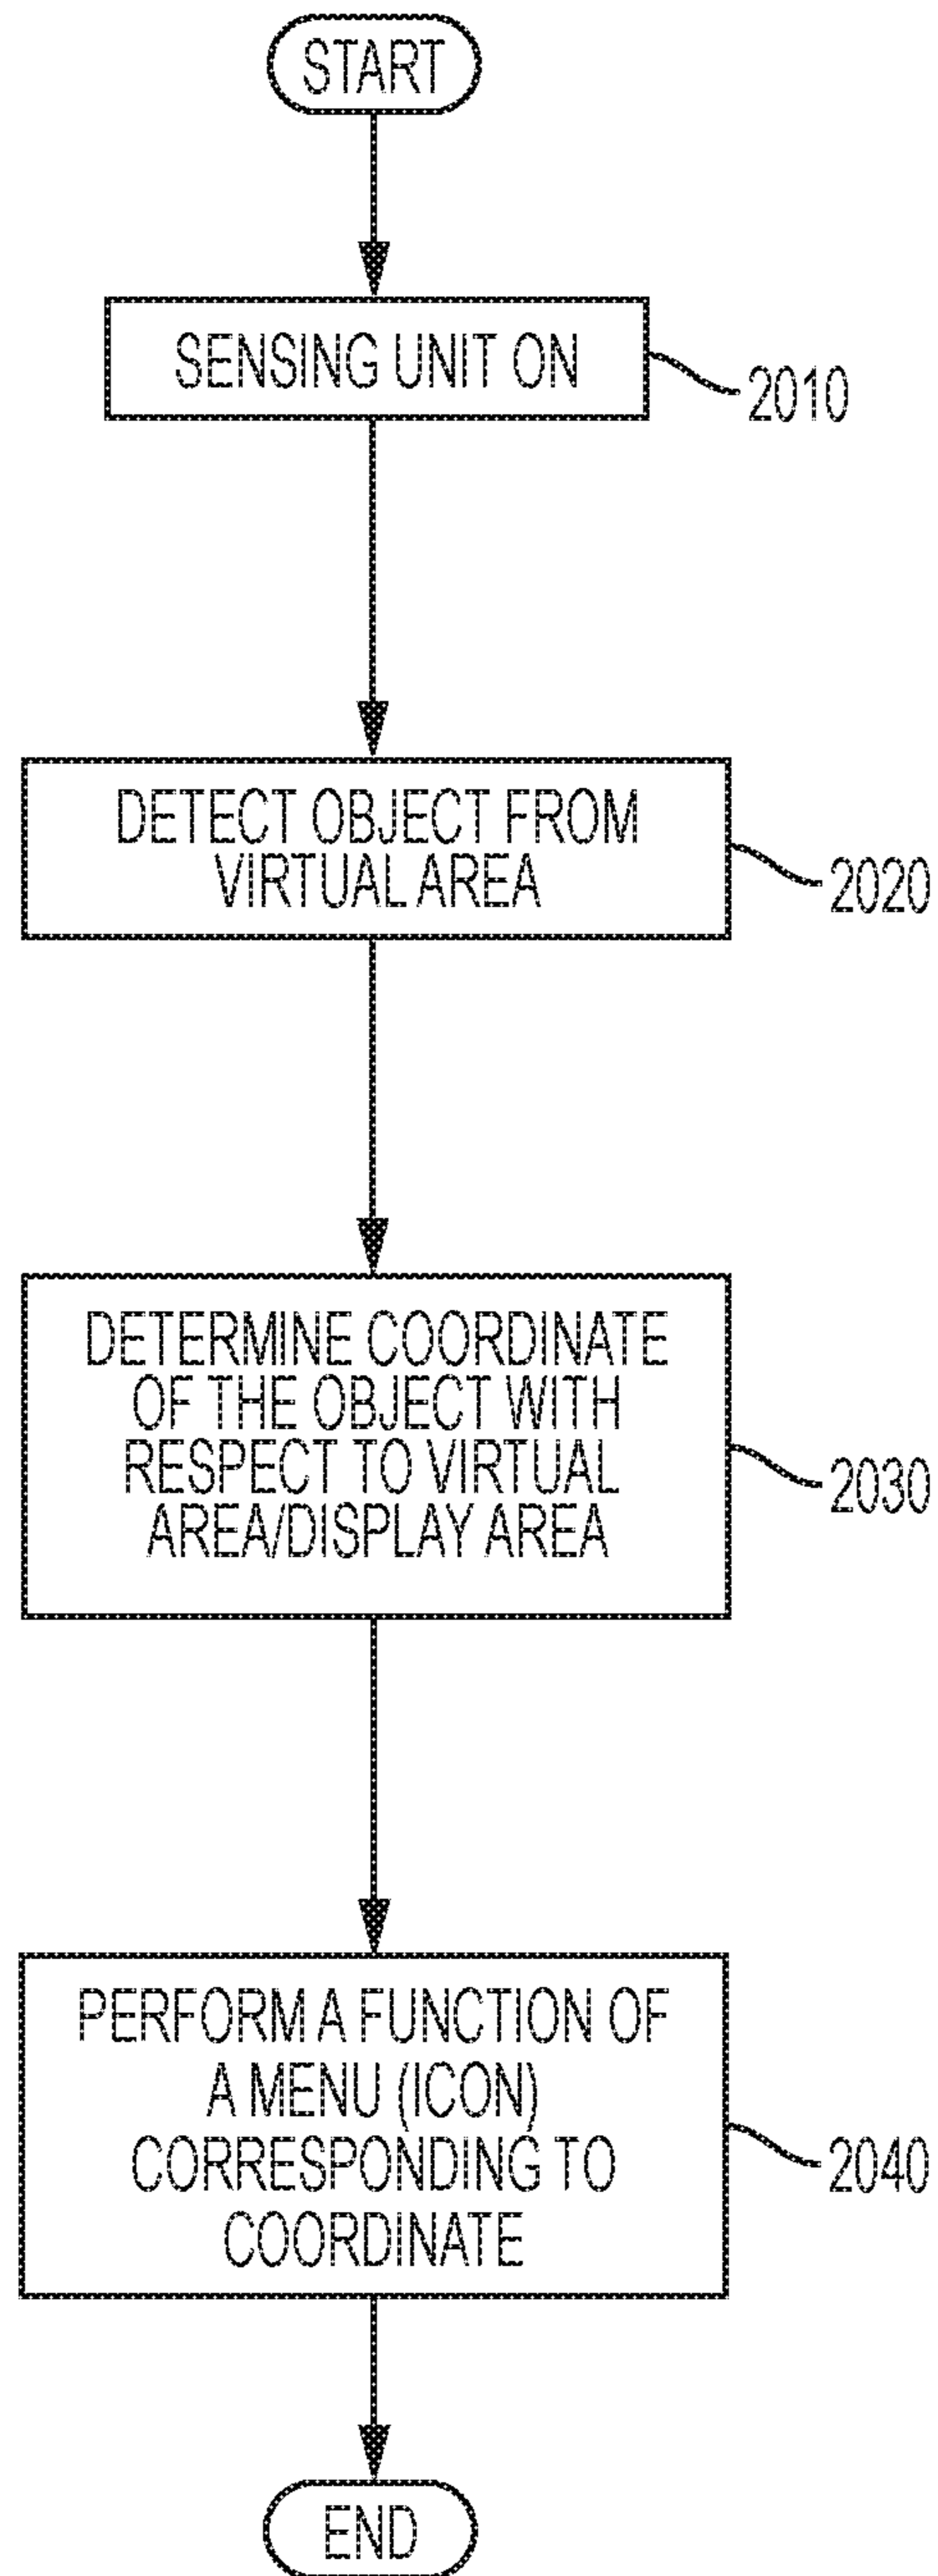 START
SENSING UNIT ON
2010
DETECT OBJECT FROM
VIRTUAL AREA
2020
DETERMINE COORDINATE
OF THE OBJECT WITH
RESPECT TO VIRTUAL
AREA/DISPLAY AREA
2030
PERFORM A FUNCTION OF
A MENU (ICON)
CORRESPONDING TO
COORDINATE
2040
END